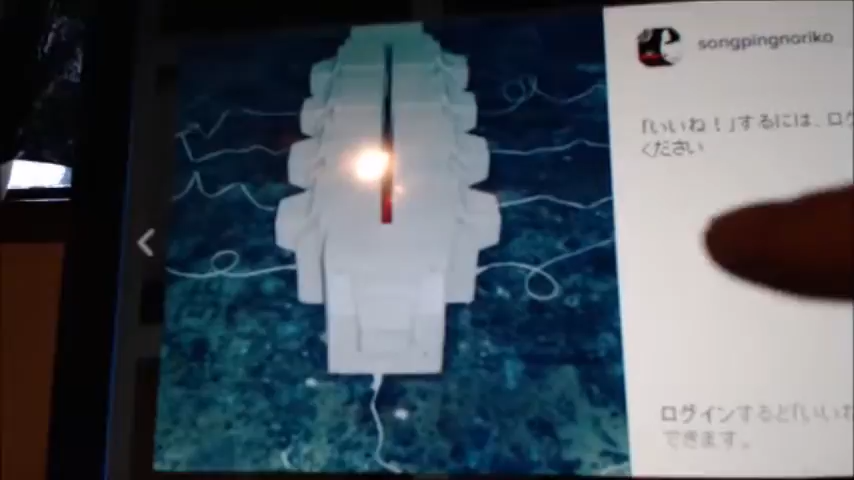 songpingnoriko
「いいね！」するには、ログ
ください
ログインすると「いいね
できます。